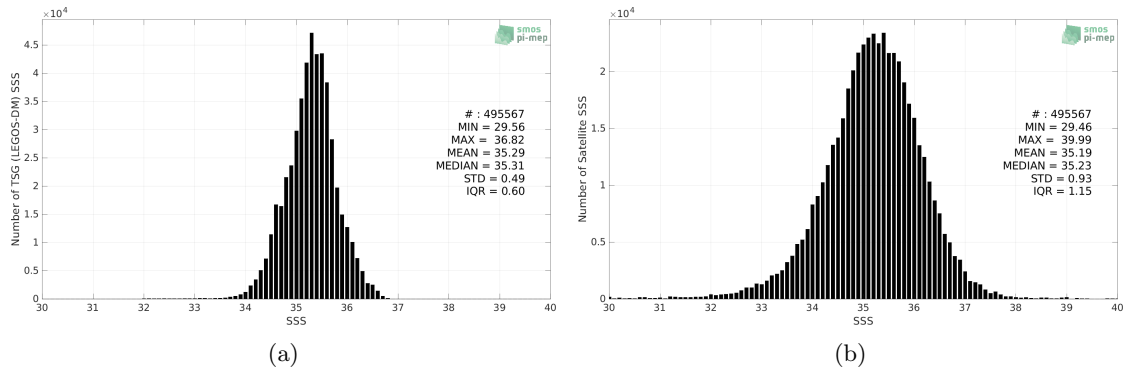 ×10⁴
4.5
4
3.5
3
2.5
2
1.5
1
0.5
0
Number of TSG (LEGOS-DM) SSS
30 31 32 33 34 35 36 37 38 39 40
SSS
smos
pi-mep
# : 495567
MIN = 29.56
MAX = 36.82
MEAN = 35.29
MEDIAN = 35.31
STD = 0.49
IQR = 0.60
(a)
×10⁴
2
1.5
1
0.5
0
Number of Satellite SSS
30 31 32 33 34 35 36 37 38 39 40
SSS
smos
pi-mep
# : 495567
MIN = 29.46
MAX = 39.99
MEAN = 35.19
MEDIAN = 35.23
STD = 0.93
IQR = 1.15
(b)